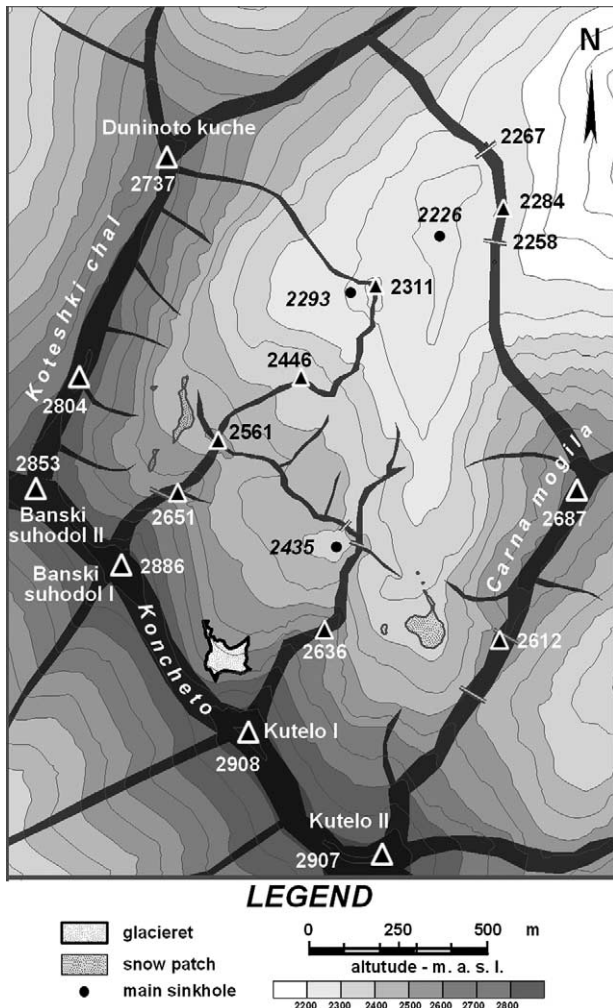 N
Duninoto kuche
2737
2267
2284
2226
2258
2293
2311
Koteshki chal
2446
2804
2561
2853
Banski
suhodol II
2651
Carna mogila
2687
2435
Banski
suhodol I
2886
Koncheto
2636
2612
Kutelo I
2908
Kutelo II
2907
LEGEND
glacieret
0 250 500 m
snow patch
altutude - m. a. s. l.
main sinkhole
2200 2300 2400 2500 2600 2700 2800